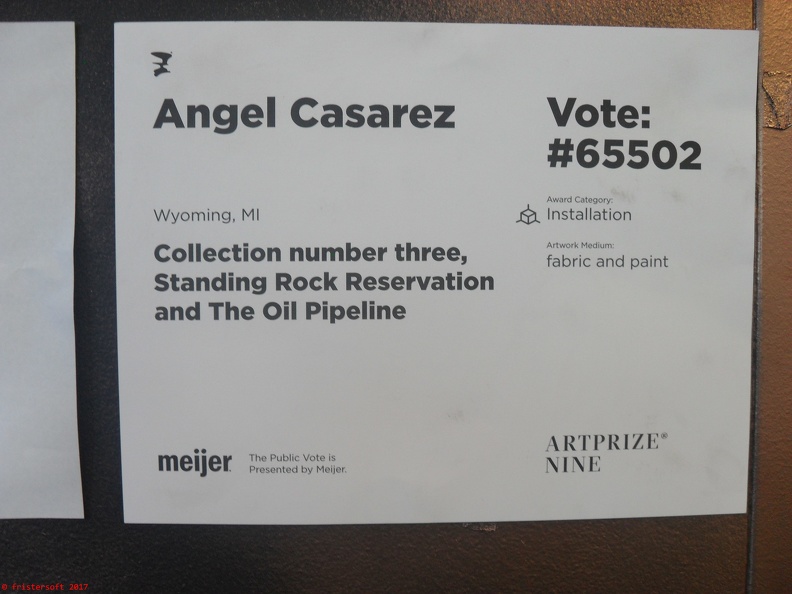 Angel Casarez
Vote:
#65502
Wyoming, MI
Collection number three,
Standing Rock Reservation
and The Oil Pipeline
Award Category:
Installation
Artwork Medium:
fabric and paint
meijer
The Public Vote is
Presented by Meijer.
ARTPRIZE®
NINE
© fristersoft 2017